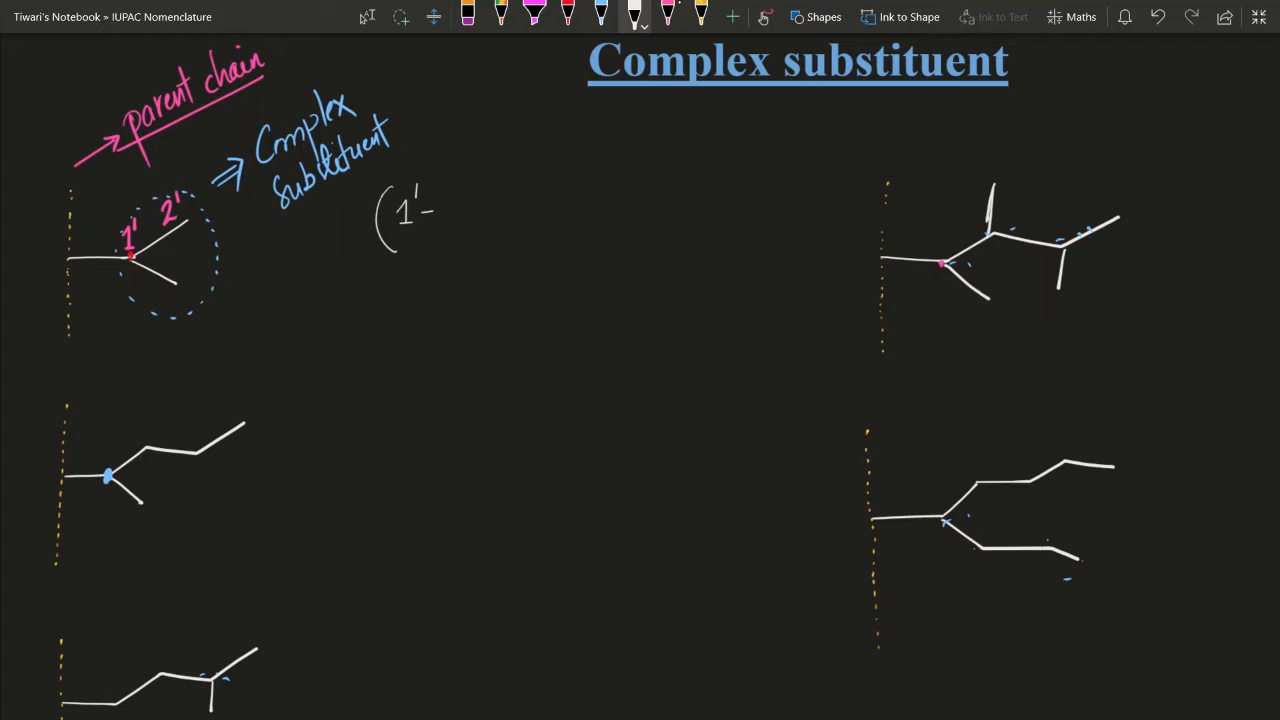 Tiwari's Notebook » IUPAC Nomenclature
Shapes
Ink to Shape
Ink to Text
Maths
Complex substituent
parent chain
Complex
substituent
1' 2'
(1'-